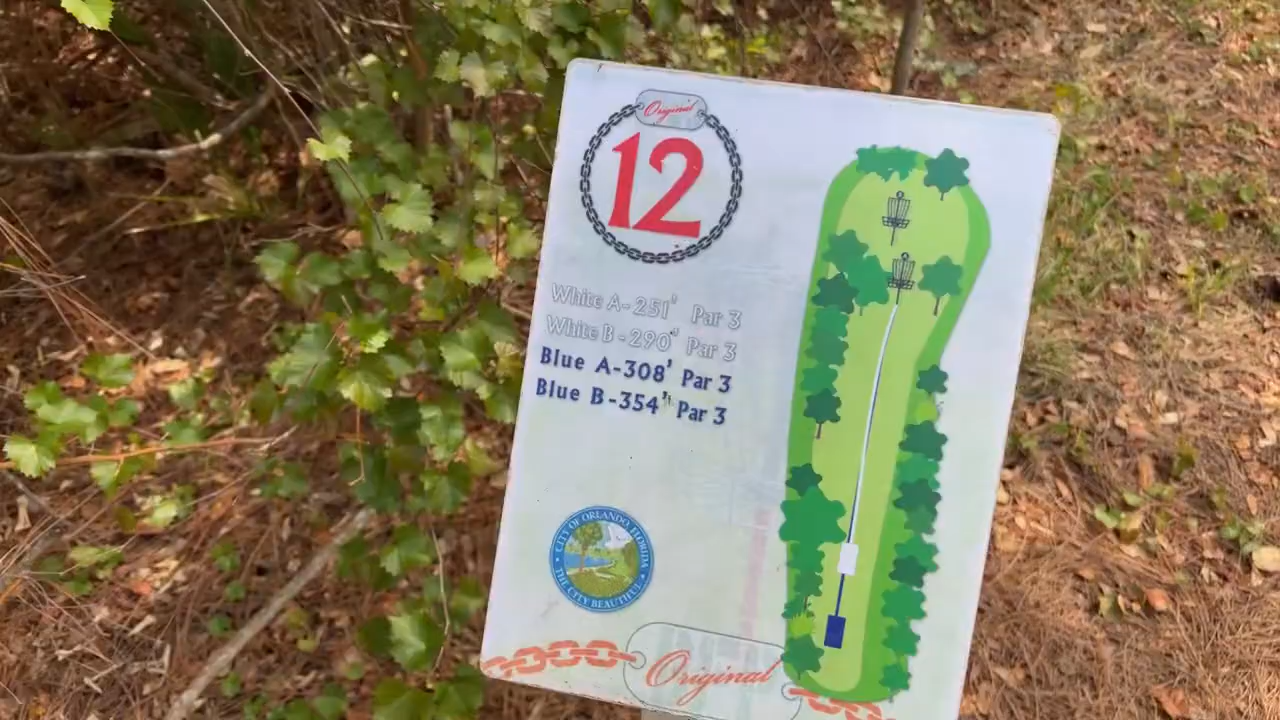 Original
12
White A-251' Par 3
White B-290' Par 3
Blue A-308' Par 3
Blue B-354' Par 3
CITY OF ORLANDO, FLORIDA
THE CITY BEAUTIFUL
Original